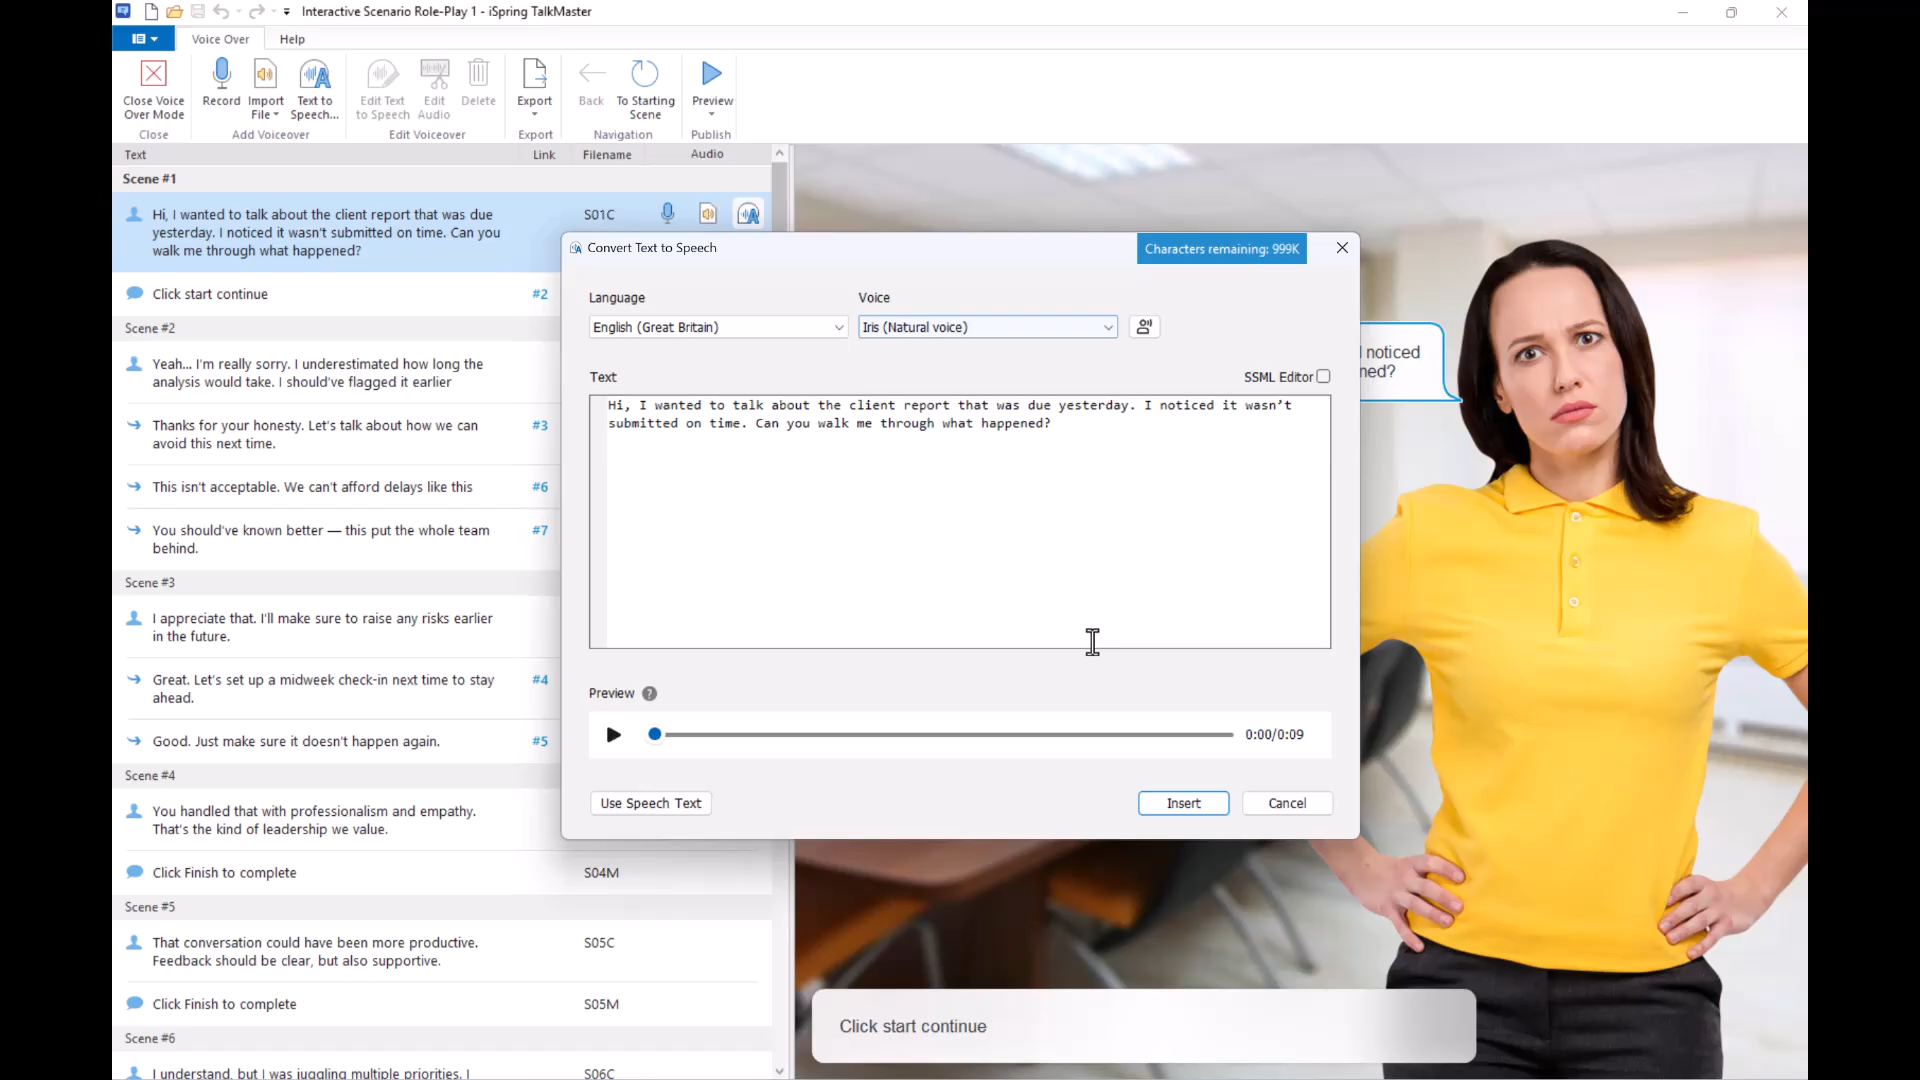 Interactive Scenario Role-Play 1 - iSpring TalkMaster
Voice Over
Help
Close Voice
Over Mode
Record
Import
File
Text to
Speech...
Edit Text
to Speech
Edit
Audio
Delete
Export
Back
To Starting
Scene
Preview
Close
Add Voiceover
Edit Voiceover
Export
Navigation
Publish
Text
Link
Filename
Audio
Scene #1
Hi, I wanted to talk about the client report that was due
yesterday. I noticed it wasn't submitted on time. Can you
walk me through what happened?
S01C
Click start continue
#2
Scene #2
Yeah... I'm really sorry. I underestimated how long the
analysis would take. I should've flagged it earlier
Thanks for your honesty. Let's talk about how we can
avoid this next time.
#3
This isn't acceptable. We can't afford delays like this
#6
You should've known better — this put the whole team
behind.
#7
Scene #3
I appreciate that. I'll make sure to raise any risks earlier
in the future.
Great. Let's set up a midweek check-in next time to stay
ahead.
#4
Good. Just make sure it doesn't happen again.
#5
Scene #4
You handled that with professionalism and empathy.
That's the kind of leadership we value.
Click Finish to complete
S04M
Scene #5
That conversation could have been more productive.
Feedback should be clear, but also supportive.
S05C
Click Finish to complete
S05M
Scene #6
I understand, but I was juggling multiple priorities. I
S06C
Convert Text to Speech
Characters remaining: 999K
Language
Voice
English (Great Britain)
Iris (Natural voice)
Text
SSML Editor
Hi, I wanted to talk about the client report that was due yesterday. I noticed it wasn’t
submitted on time. Can you walk me through what happened?
Preview
?
0:00/0:09
Use Speech Text
Insert
Cancel
I noticed
ned?
Click start continue